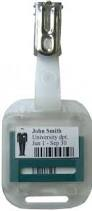 John Smith
University dpt.
Jan 1 - Sep 30